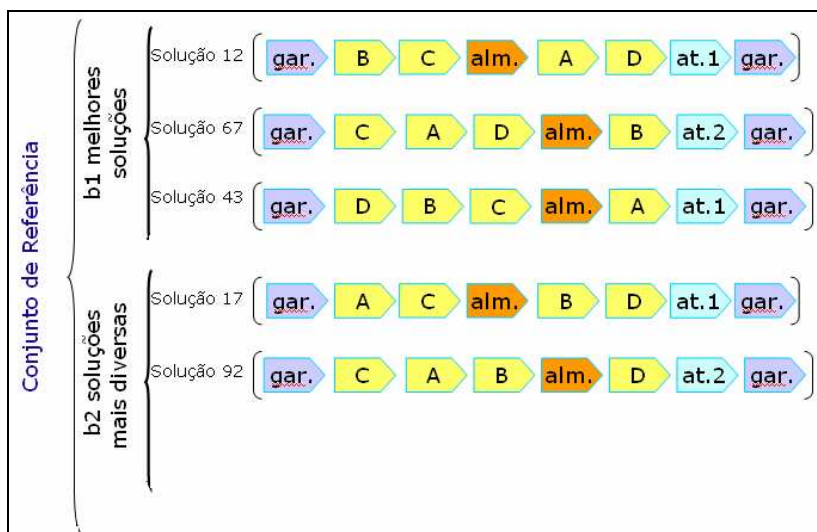 Conjunto de Referência
b1 melhores
soluções
Solução 12 gar. B C alm. A D at.1 gar.
Solução 67 gar. C A D alm. B at.2 gar.
Solução 43 gar. D B C alm. A at.1 gar.
b2 soluções
mais diversas
Solução 17 gar. A C alm. B D at.1 gar.
Solução 92 gar. C A B alm. D at.2 gar.